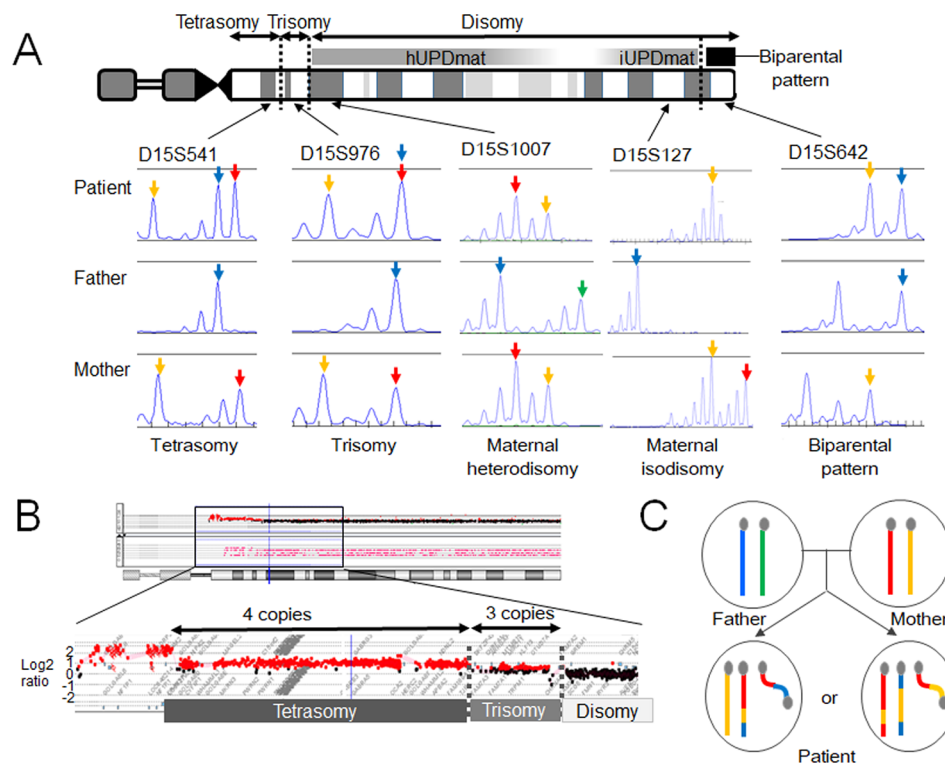 A
Tetrasomy Trisomy Disomy
hUPDmat iUPDmat
Biparental pattern
D15S541 D15S976 D15S1007 D15S127 D15S642
Patient
Father
Mother
Tetrasomy Trisomy Maternal heterodisomy Maternal isodisomy Biparental pattern
B
4 copies 3 copies
Log2 ratio
2
1
0
-1
-2
Tetrasomy Trisomy Disomy
C
Father Mother
or
Patient